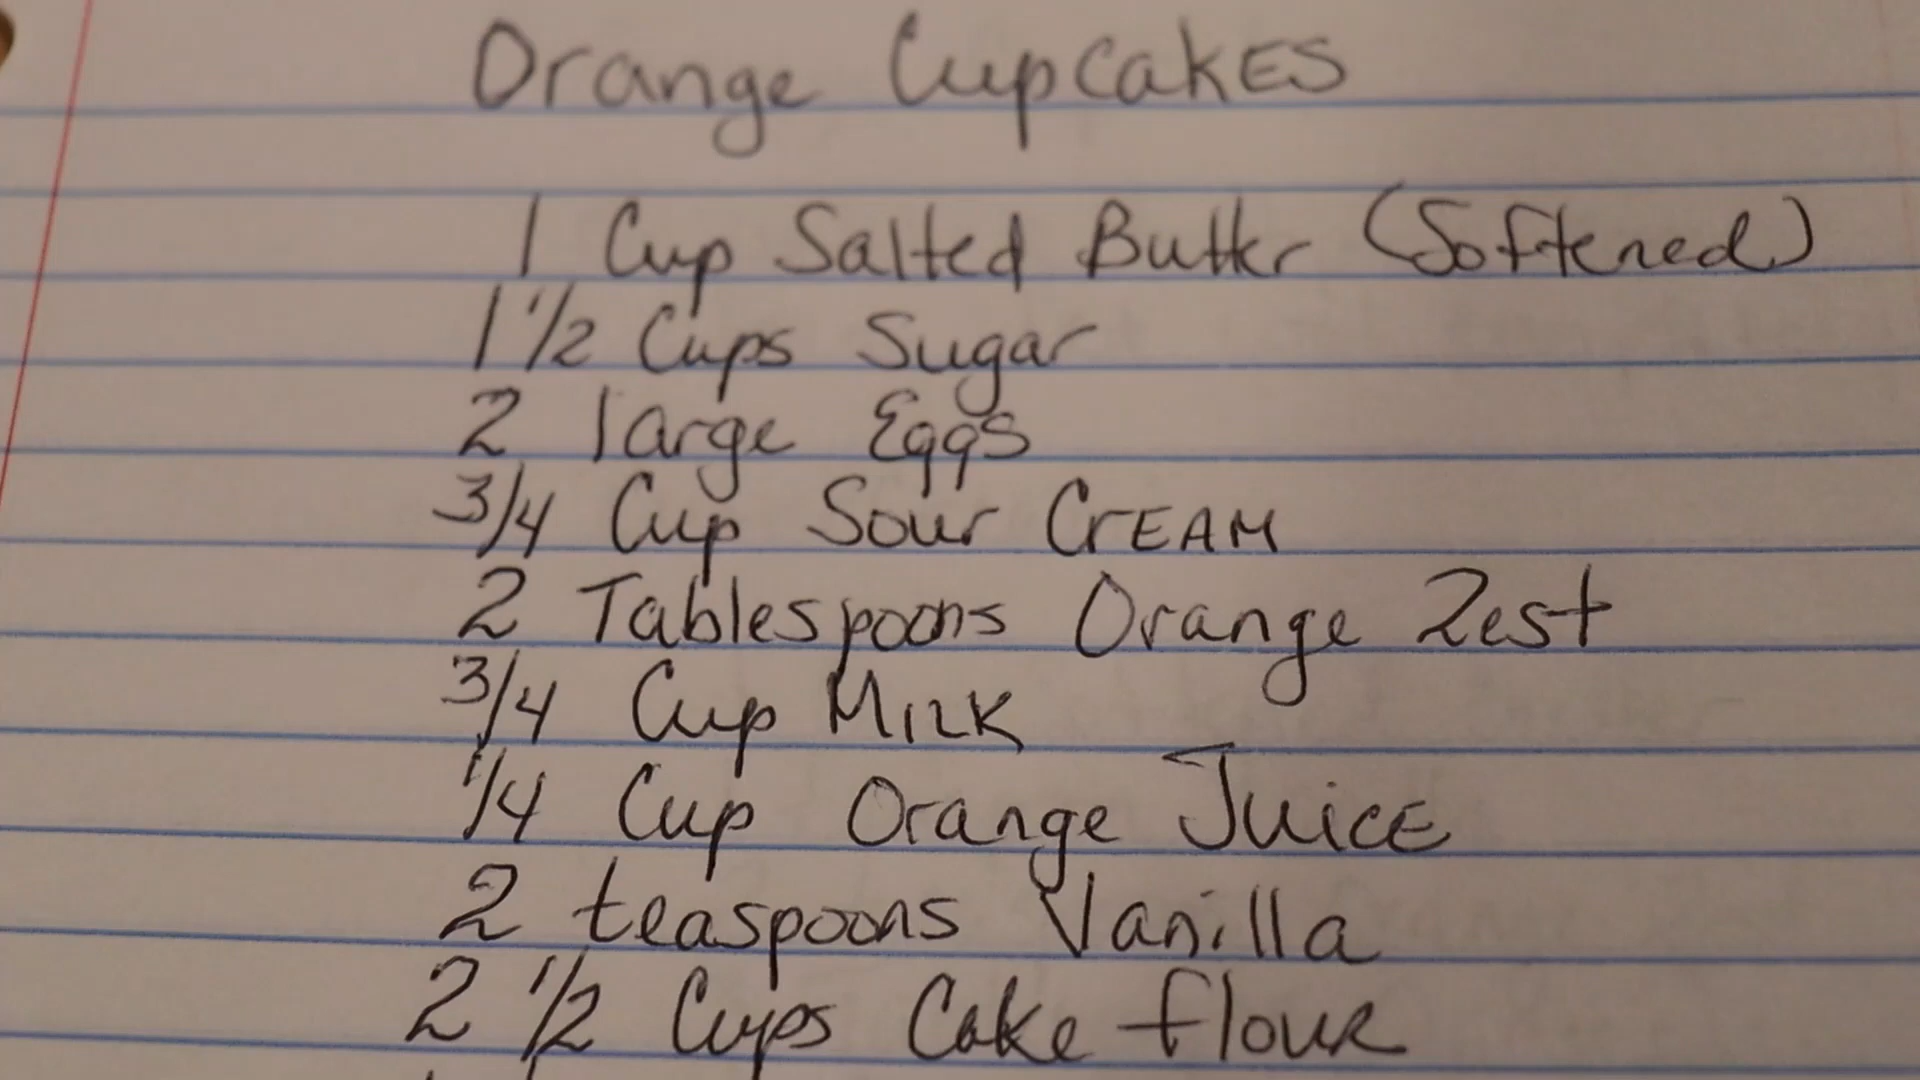 Orange CupCakES
1 Cup Salted Butter (Softened)
1 1/2 Cups Sugar
2 large Eggs
3/4 Cup Sour CrEAM
2 Tablespoons Orange Zest
3/4 Cup MILK
1/4 Cup Orange JuicE
2 teaspoons Vanilla
2 1/2 Cups Cake flour